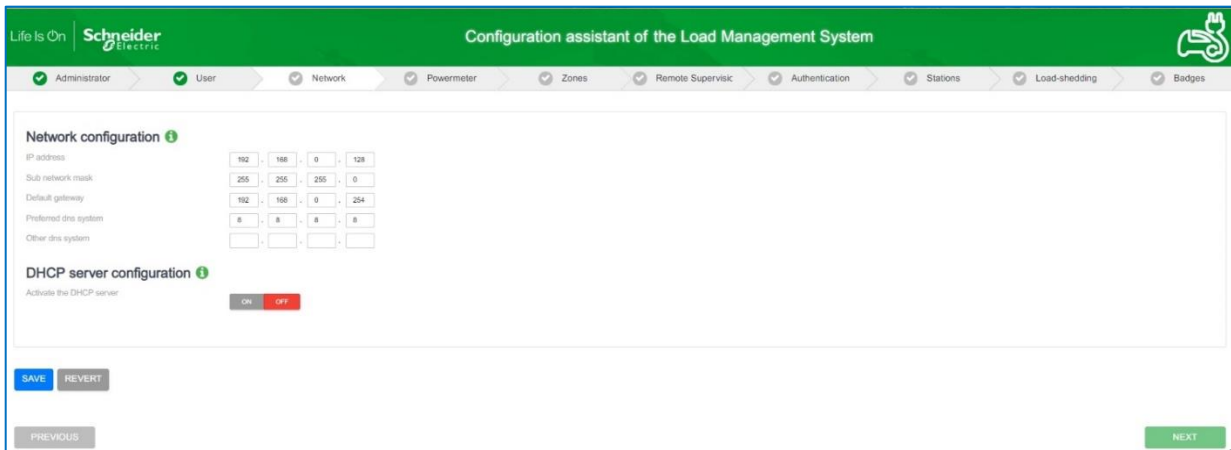 Life Is On Schneider Electric
Configuration assistant of the Load Management System
Administrator User Network Powermeter Zones Remote Supervisic Authentication Stations Load-shedding Badges
Network configuration
IP address 192 . 168 . 0 . 128
Sub network mask 255 . 255 . 255 . 0
Default gateway 192 . 168 . 0 . 254
Preferred dns system 8 . 8 . 8 . 8
Other dns system . . .
DHCP server configuration
Activate the DHCP server ON OFF
SAVE REVERT
PREVIOUS NEXT